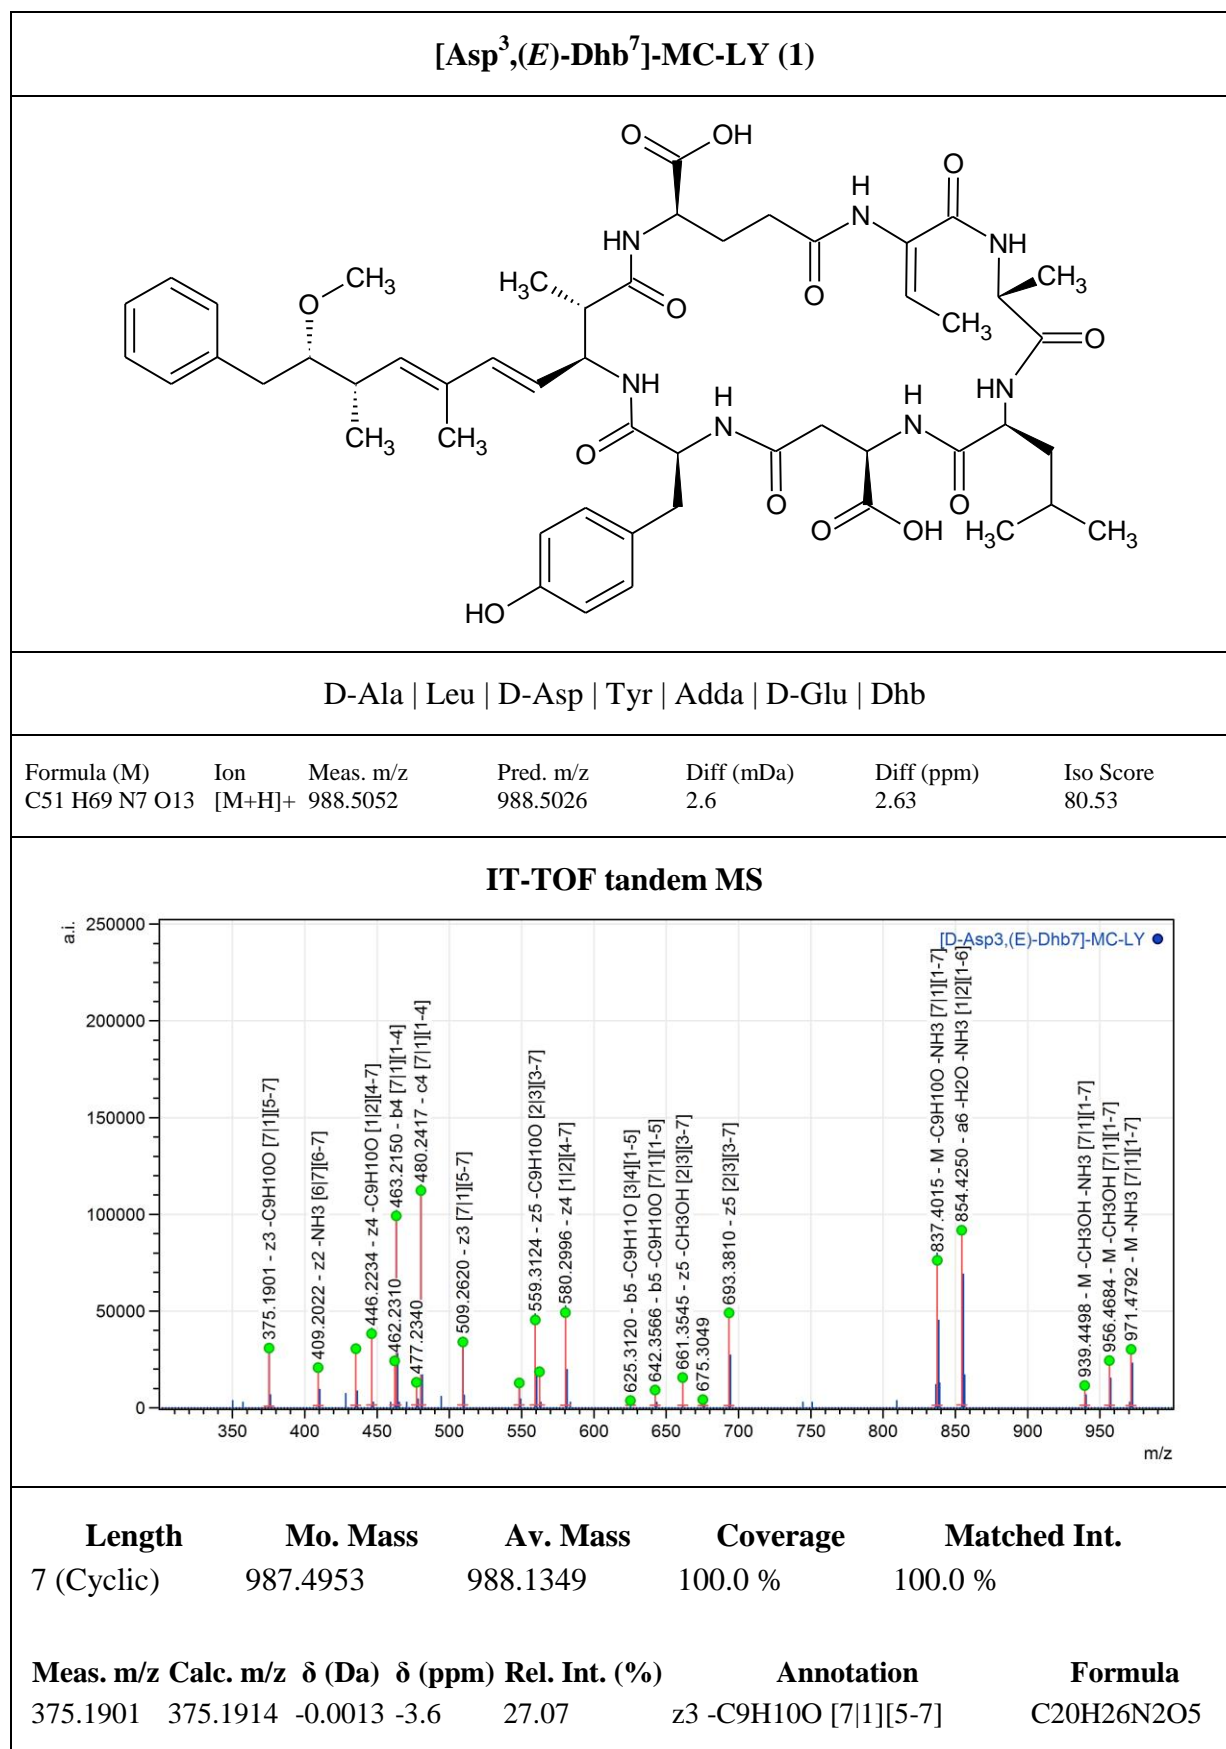 [Asp3,(E)-Dhb7]-MC-LY (1)
O
OH
O
H
N
HN
NH
CH3
O
CH3
H3C
O
O
CH3
O
HN
NH
H
N
H
N
CH3
CH3
O
O
O
O
OH
H3C
CH3
HO
D-Ala | Leu | D-Asp | Tyr | Adda | D-Glu | Dhb
Formula (M) Ion Meas. m/z Pred. m/z Diff (mDa) Diff (ppm) Iso Score
C51 H69 N7 O13 [M+H]+ 988.5052 988.5026 2.6 2.63 80.53
IT-TOF tandem MS
a.i.
250000
200000
150000
100000
50000
0
[D-Asp3,(E)-Dhb7]-MC-LY
375.1901 - z3 -C9H10O [7|1][5-7]
409.2022 - z2 -NH3 [6|7][6-7]
446.2234 - z4 -C9H10O [1|2][4-7]
462.2310
463.2150 - b4 [7|1][1-4]
477.2340
480.2417 - c4 [7|1][1-4]
509.2620 - z3 [7|1][5-7]
559.3124 - z5 -C9H10O [2|3][3-7]
580.2996 - z4 [1|2][4-7]
625.3120 - b5 -C9H11O [3|4][1-5]
642.3566 - b5 -C9H10O [7|1][1-5]
661.3545 - z5 -CH3OH [2|3][3-7]
675.3049
693.3810 - z5 [2|3][3-7]
837.4015 - M -C9H10O -NH3 [7|1][1-7]
854.4250 - a6 -H2O -NH3 [1|2][1-6]
939.4498 - M -CH3OH -NH3 [7|1][1-7]
956.4684 - M -CH3OH [7|1][1-7]
971.4792 - M -NH3 [7|1][1-7]
350 400 450 500 550 600 650 700 750 800 850 900 950
m/z
Length Mo. Mass Av. Mass Coverage Matched Int.
7 (Cyclic) 987.4953 988.1349 100.0 % 100.0 %
Meas. m/z Calc. m/z δ (Da) δ (ppm) Rel. Int. (%) Annotation Formula
375.1901 375.1914 -0.0013 -3.6 27.07 z3 -C9H10O [7|1][5-7] C20H26N2O5